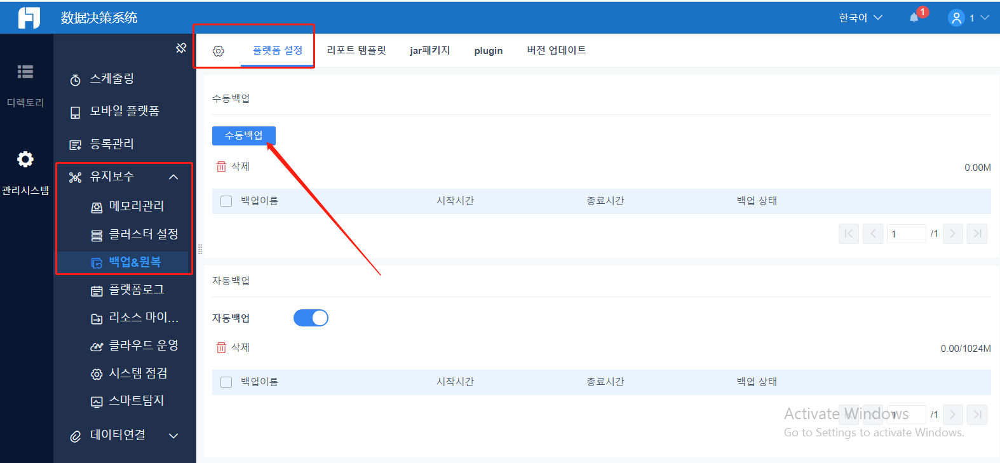 数据决策系统
한국어
1
1
디렉토리
관리시스템
스케줄링
모바일 플랫폼
등록관리
유지보수
메모리관리
클러스터 설정
백업&원복
플랫폼로그
리소스 마이...
클라우드 운영
시스템 점검
스마트탐지
데이터연결
플랫폼 설정 리포트 템플릿 jar패키지 plugin 버전 업데이트
수동백업
수동백업
삭제
0.00M
백업이름 시작시간 종료시간 백업 상태
1 /1
자동백업
자동백업
삭제
0.00/1024M
백업이름 시작시간 종료시간 백업 상태
1 /1
Activate Windows
Go to Settings to activate Windows.